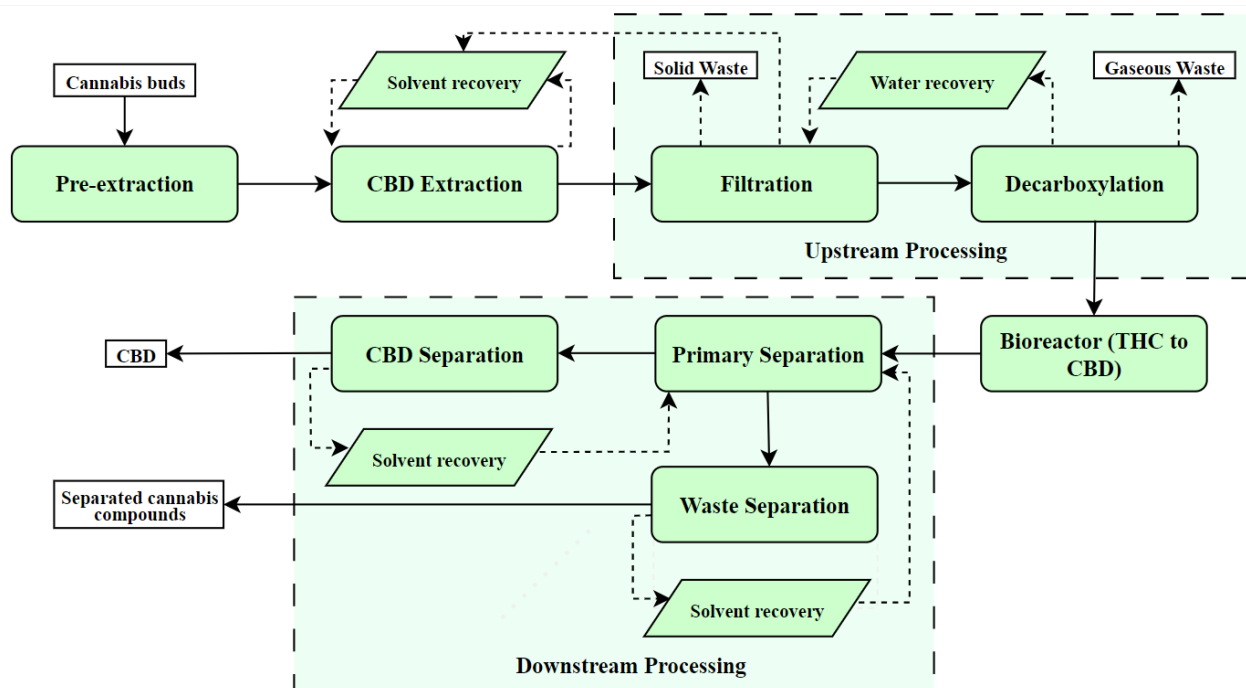 Cannabis buds
Solvent recovery
Solid Waste
Water recovery
Gaseous Waste
Pre-extraction
CBD Extraction
Filtration
Decarboxylation
Upstream Processing
CBD
CBD Separation
Primary Separation
Bioreactor (THC to
CBD)
Solvent recovery
Separated cannabis
compounds
Waste Separation
Solvent recovery
Downstream Processing